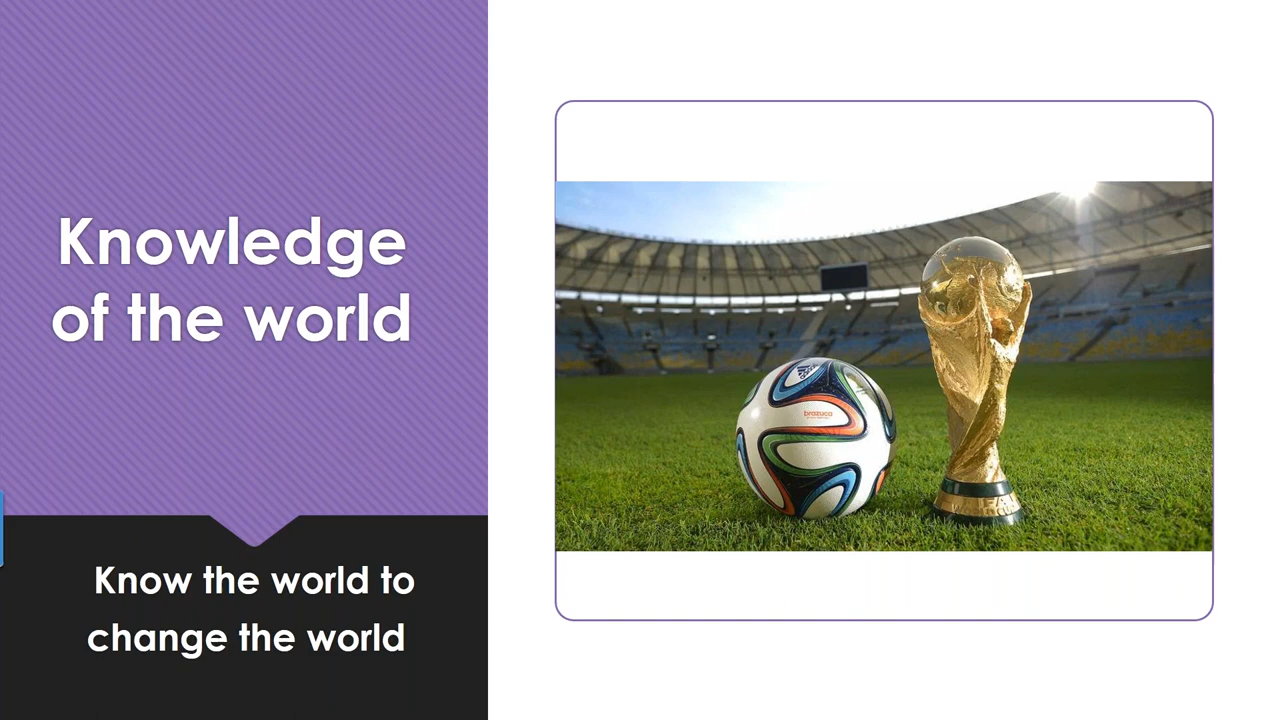 Knowledge
of the world
Know the world to
change the world
brazuca